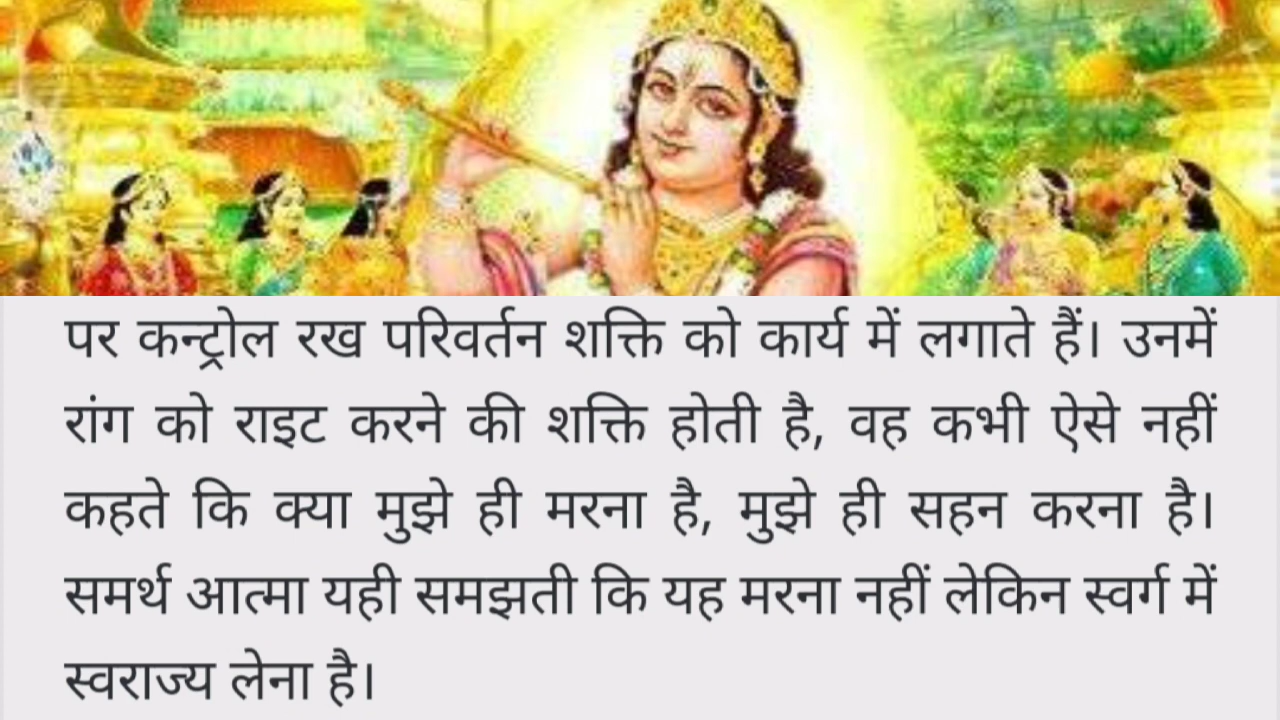 पर कन्ट्रोल रख परिवर्तन शक्ति को कार्य में लगाते हैं। उनमें
रांग को राइट करने की शक्ति होती है, वह कभी ऐसे नहीं
कहते कि क्या मुझे ही मरना है, मुझे ही सहन करना है।
समर्थ आत्मा यही समझती कि यह मरना नहीं लेकिन स्वर्ग में
स्वराज्य लेना है।